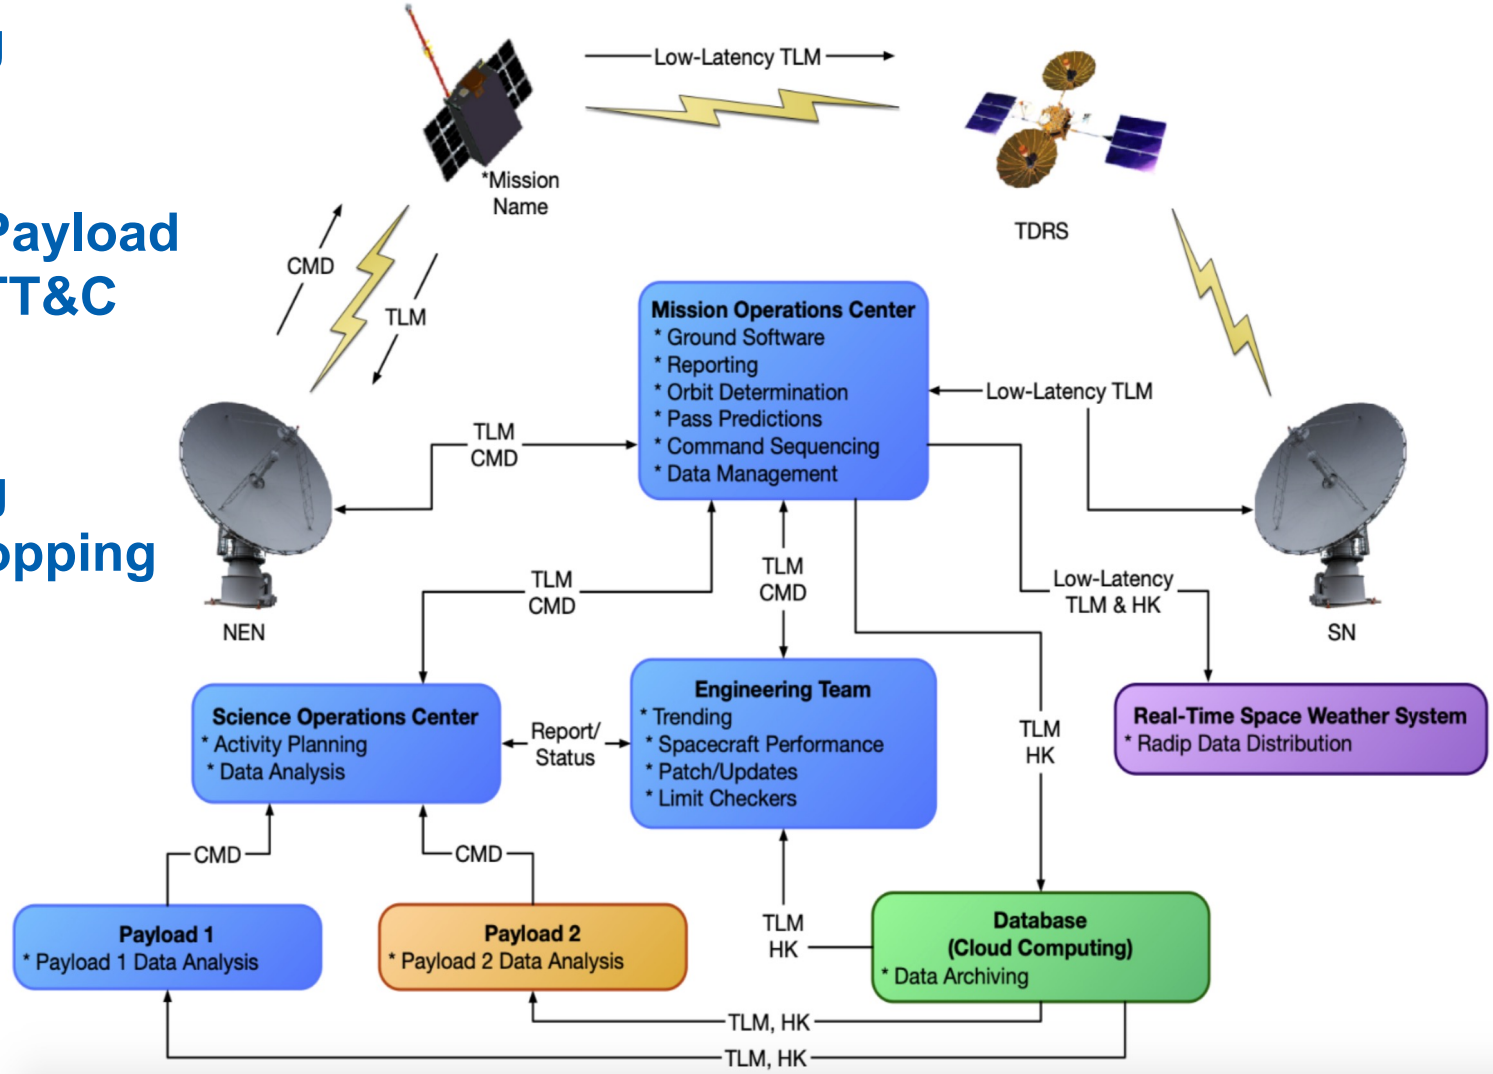 g
Low-Latency TLM
*Mission
Name
TDRS
Payload
TT&C
CMD
TLM
Mission Operations Center
* Ground Software
* Reporting
* Orbit Determination
* Pass Predictions
* Command Sequencing
* Data Management
Low-Latency TLM
TLM
CMD
g
opping
NEN
SN
TLM
CMD
TLM
CMD
Low-Latency
TLM & HK
Science Operations Center
* Activity Planning
* Data Analysis
Report/
Status
Engineering Team
* Trending
* Spacecraft Performance
* Patch/Updates
* Limit Checkers
TLM
HK
Real-Time Space Weather System
* Radip Data Distribution
CMD
CMD
Payload 1
* Payload 1 Data Analysis
Payload 2
* Payload 2 Data Analysis
TLM
HK
Database
(Cloud Computing)
* Data Archiving
TLM, HK
TLM, HK